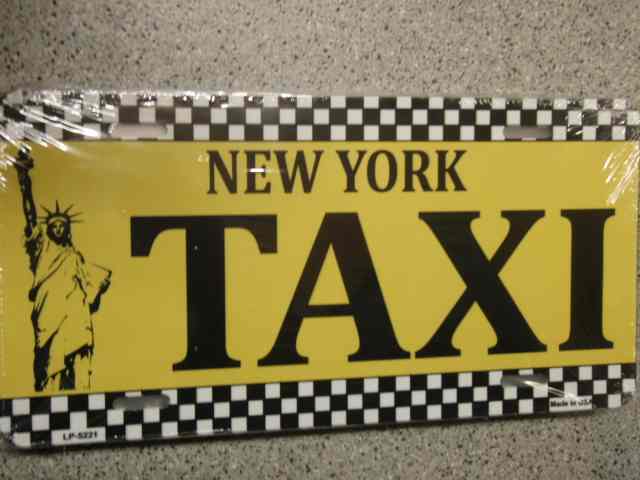 NEW YORK
TAXI
LP-5221
Made in USA